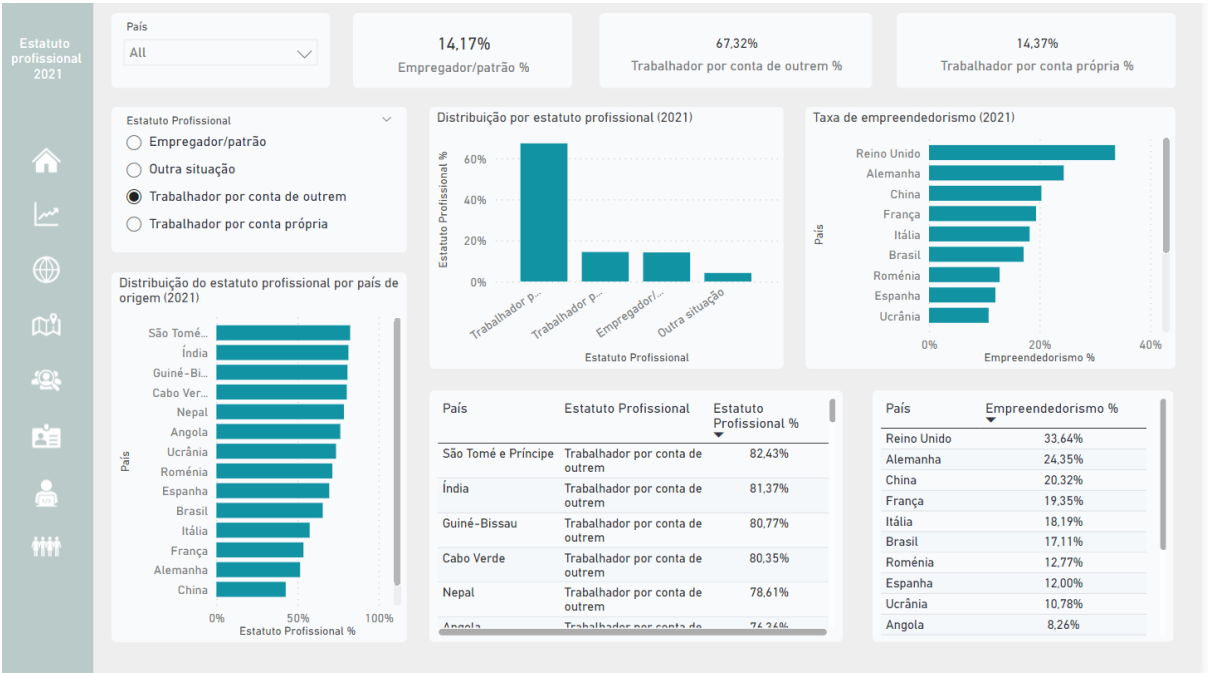 Estatuto
profissional
2021
País
All
14,17%
Empregador/patrão %
67,32%
Trabalhador por conta de outrem %
14,37%
Trabalhador por conta própria %
Estatuto Profissional
Empregador/patrão
Outra situação
Trabalhador por conta de outrem
Trabalhador por conta própria
Distribuição por estatuto profissional (2021)
Estatuto Profissional %
60%
40%
20%
0%
Trabalhador p...
Trabalhador p...
Empregador/...
Outra situação
Estatuto Profissional
Taxa de empreendedorismo (2021)
País
Reino Unido
Alemanha
China
França
Itália
Brasil
Roménia
Espanha
Ucrânia
0%
20%
40%
Empreendedorismo %
Distribuição do estatuto profissional por país de
origem (2021)
País
São Tomé...
Índia
Guiné-Bi...
Cabo Ver...
Nepal
Angola
Ucrânia
Roménia
Espanha
Brasil
Itália
França
Alemanha
China
0%
50%
100%
Estatuto Profissional %
País Estatuto Profissional Estatuto
Profissional %
São Tomé e Príncipe Trabalhador por conta de 82,43%
outrem
Índia Trabalhador por conta de 81,37%
outrem
Guiné-Bissau Trabalhador por conta de 80,77%
outrem
Cabo Verde Trabalhador por conta de 80,35%
outrem
Nepal Trabalhador por conta de 78,61%
outrem
Angola Trabalhador por conta de 76,36%
País Empreendedorismo %
Reino Unido 33,64%
Alemanha 24,35%
China 20,32%
França 19,35%
Itália 18,19%
Brasil 17,11%
Roménia 12,77%
Espanha 12,00%
Ucrânia 10,78%
Angola 8,26%